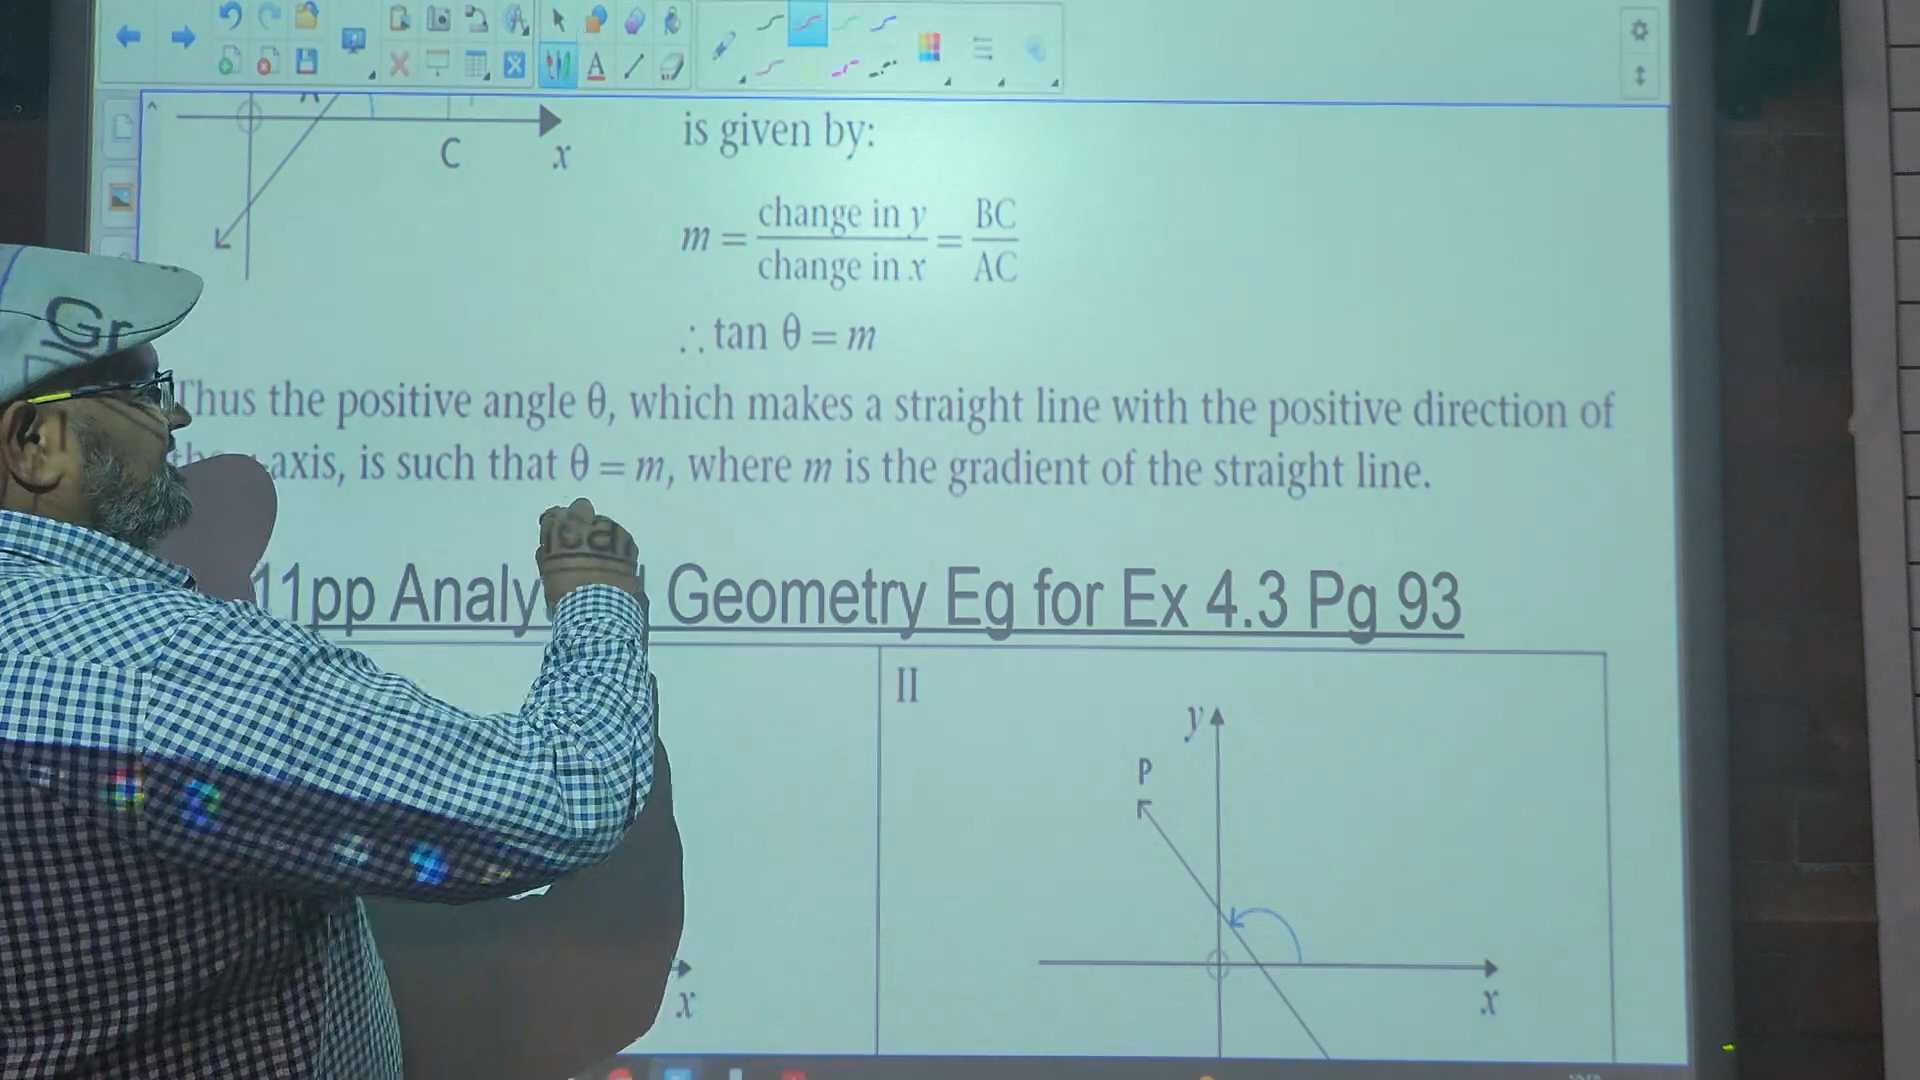 C
x
is given by:
m = change in y / change in x = BC / AC
∴ tan θ = m
Thus the positive angle θ, which makes a straight line with the positive direction of
axis, is such that θ = m, where m is the gradient of the straight line.
11pp Analy Geometry Eg for Ex 4.3 Pg 93
II
y
P
x
x
Gr
ical